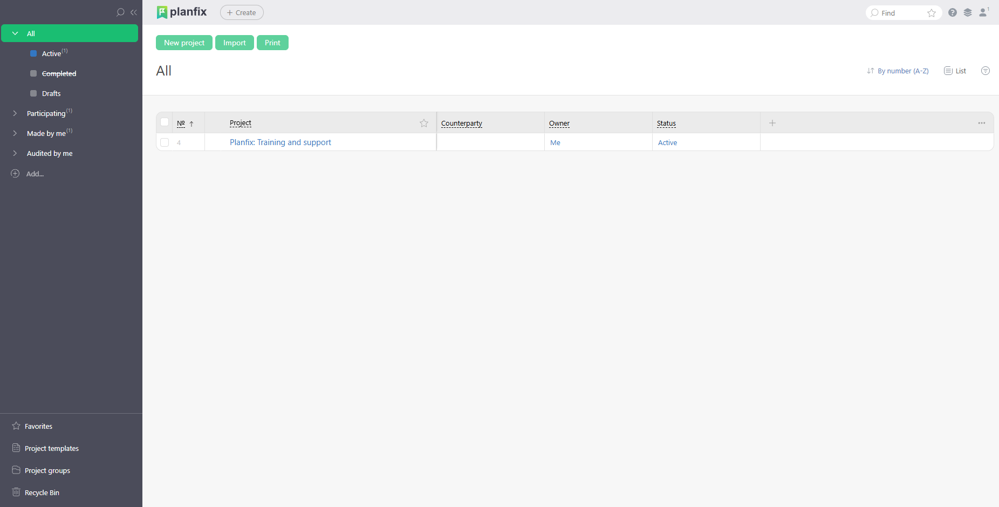 planfix
+ Create
Find
1
All
Active(1)
Completed
Drafts
Participating(1)
Made by me(1)
Audited by me
Add...
Favorites
Project templates
Project groups
Recycle Bin
New project
Import
Print
All
By number (A-Z)
List
№ ↑ Project Counterparty Owner Status + ...
4 Planfix: Training and support Me Active